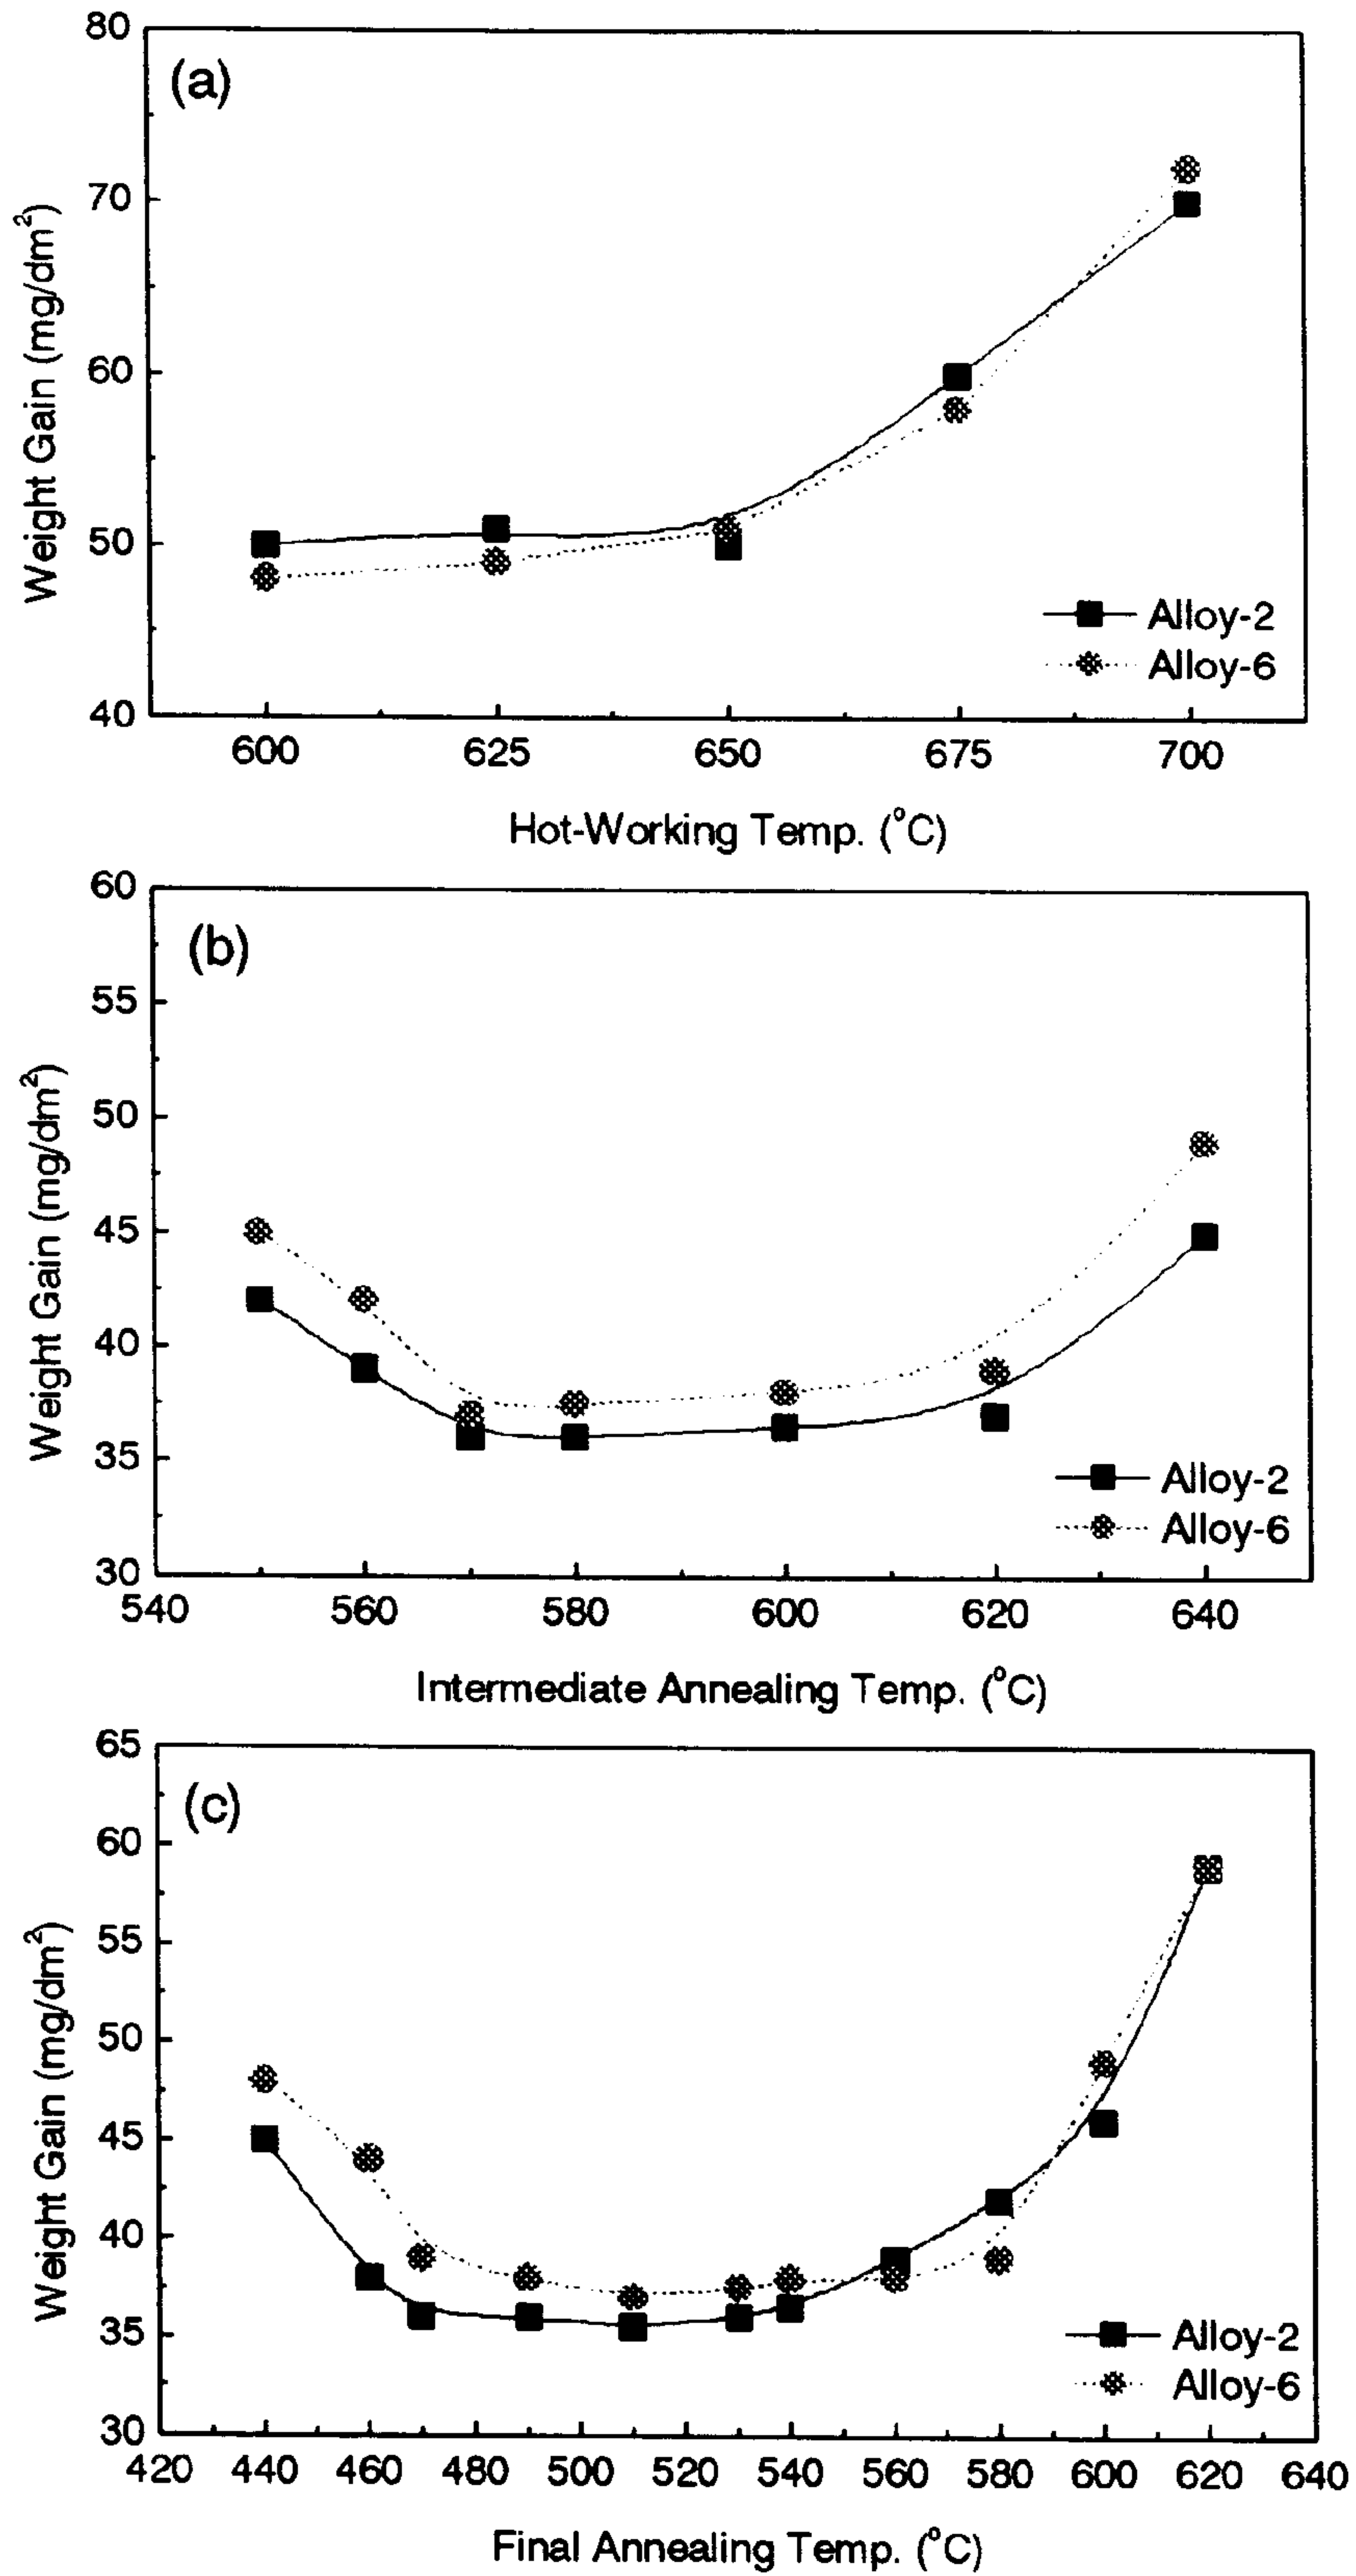 (a)
Weight Gain (mg/dm²)
80
70
60
50
40
Alloy-2
Alloy-6
600 625 650 675 700
Hot-Working Temp. (°C)
(b)
Weight Gain (mg/dm²)
60
55
50
45
40
35
30
Alloy-2
Alloy-6
540 560 580 600 620 640
Intermediate Annealing Temp. (°C)
(c)
Weight Gain (mg/dm²)
65
60
55
50
45
40
35
30
Alloy-2
Alloy-6
420 440 460 480 500 520 540 560 580 600 620 640
Final Annealing Temp. (°C)